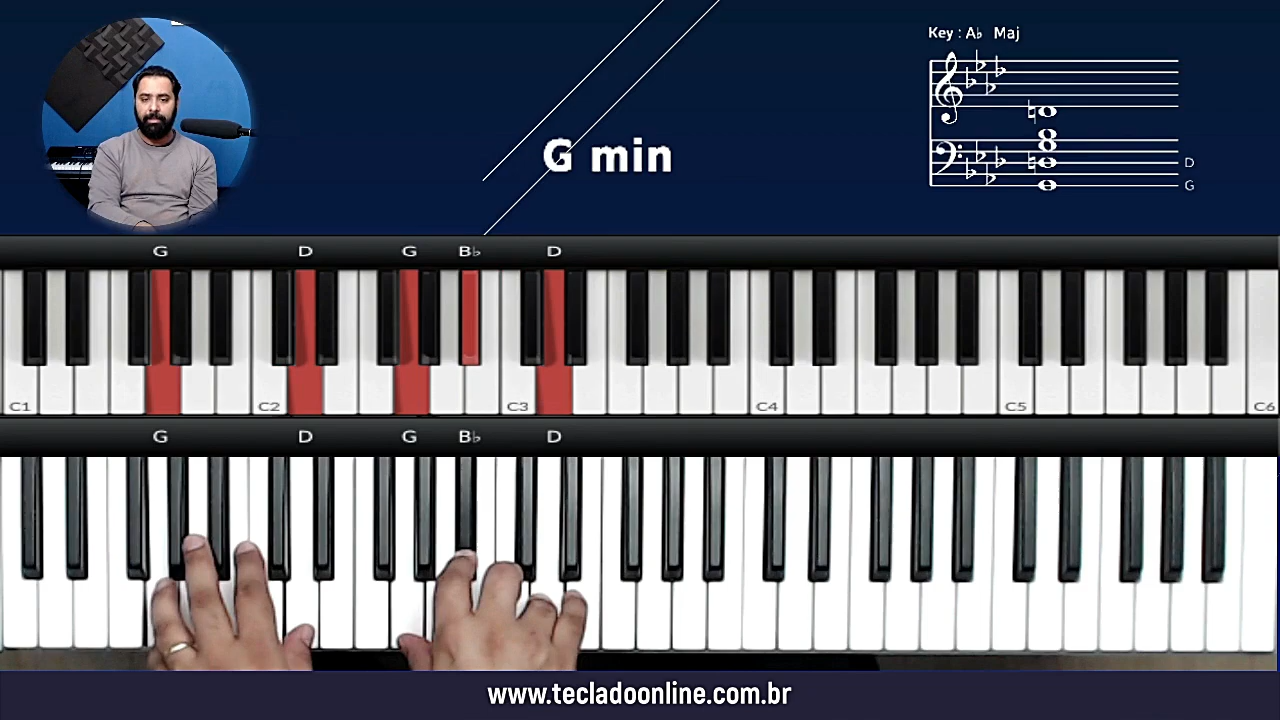 Key : A♭ Maj
G min
D
G
G D G B♭ D
C1 C2 C3 C4 C5 C6
G D G B♭ D
www.tecladoonline.com.br